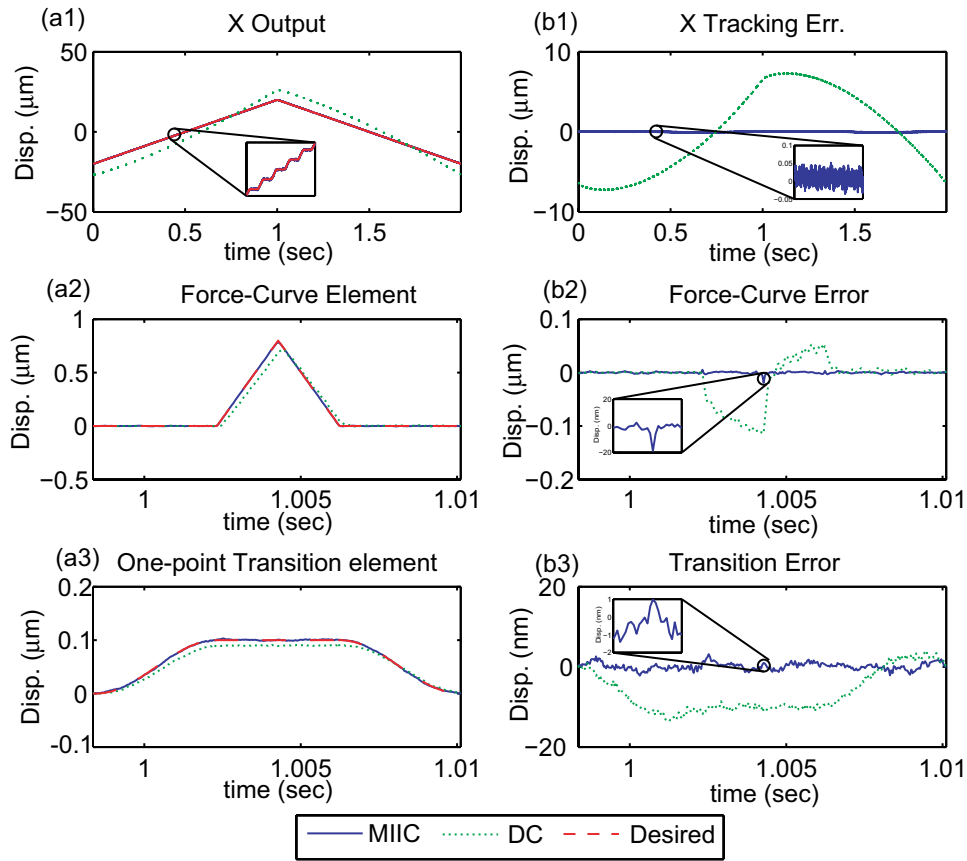 (a1)
X Output
Disp. (μm)
50
0
−50
0
0.5
1
1.5
time (sec)
(b1)
X Tracking Err.
Disp. (μm)
10
0
−10
0
0.5
1
1.5
time (sec)
0.1
0.05
0
−0.05
(a2)
Force-Curve Element
Disp. (μm)
1
0.5
0
−0.5
1
1.005
1.01
time (sec)
(b2)
Force-Curve Error
Disp. (μm)
0.1
0
−0.1
−0.2
1
1.005
1.01
time (sec)
Disp. (nm)
20
0
−20
(a3)
One-point Transition element
Disp. (μm)
0.2
0.1
0
−0.1
1
1.005
1.01
time (sec)
(b3)
Transition Error
Disp. (nm)
20
0
−20
1
1.005
1.01
time (sec)
Disp. (nm)
1
−1
−2
MIIC
DC
Desired